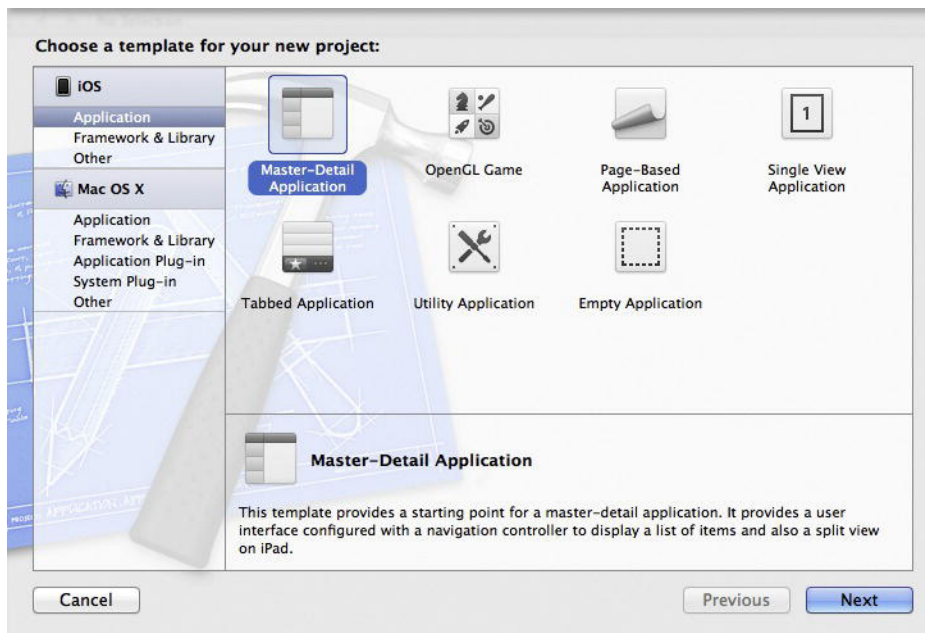 Choose a template for your new project:
iOS
Application
Framework & Library
Other
Mac OS X
Application
Framework & Library
Application Plug-in
System Plug-in
Other
Master-Detail
Application
OpenGL Game
Page-Based
Application
1
Single View
Application
Tabbed Application
Utility Application
Empty Application
Master-Detail Application
This template provides a starting point for a master-detail application. It provides a user
interface configured with a navigation controller to display a list of items and also a split view
on iPad.
Cancel
Previous
Next